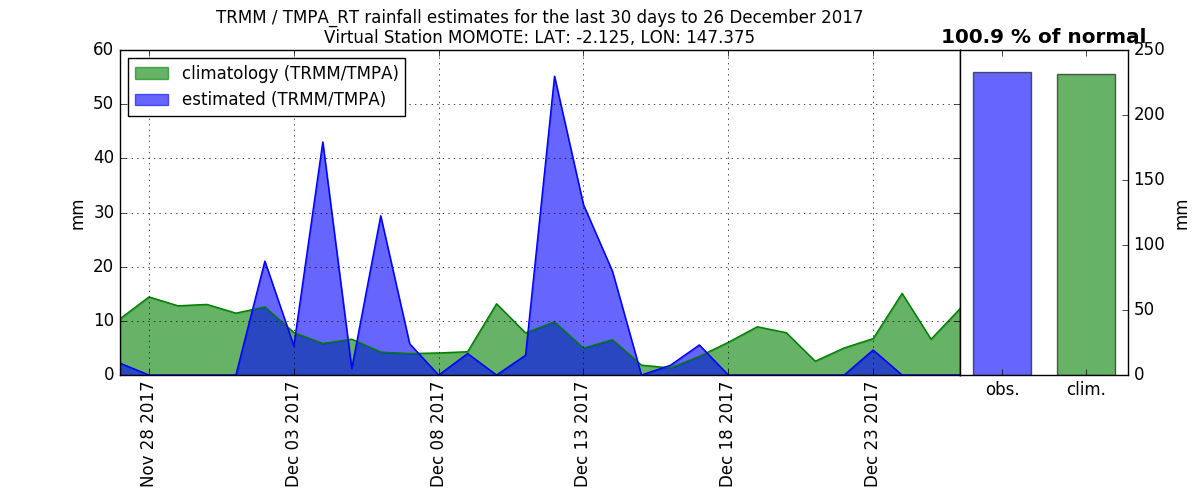 TRMM / TMPA_RT rainfall estimates for the last 30 days to 26 December 2017
Virtual Station MOMOTE: LAT: -2.125, LON: 147.375
100.9 % of normal
climatology (TRMM/TMPA)
estimated (TRMM/TMPA)
mm
60
50
40
30
20
10
0
Nov 28 2017
Dec 03 2017
Dec 08 2017
Dec 13 2017
Dec 18 2017
Dec 23 2017
obs.
clim.
250
200
150
100
50
0
mm